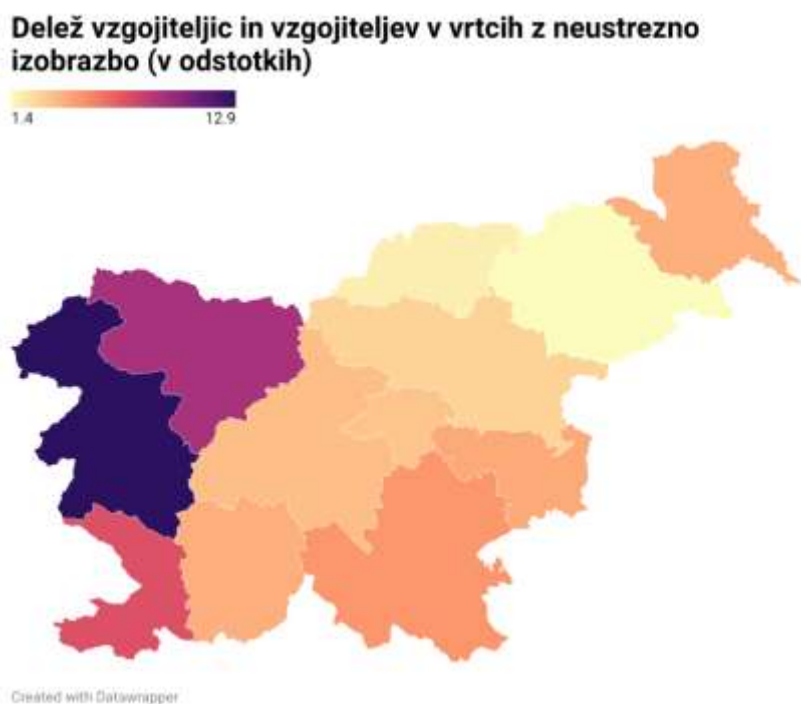 Delež vzgojiteljic in vzgojiteljev v vrtcih z neustrezno
izobrazbo (v odstotkih)
1.4 12.9
Created with Datawrapper